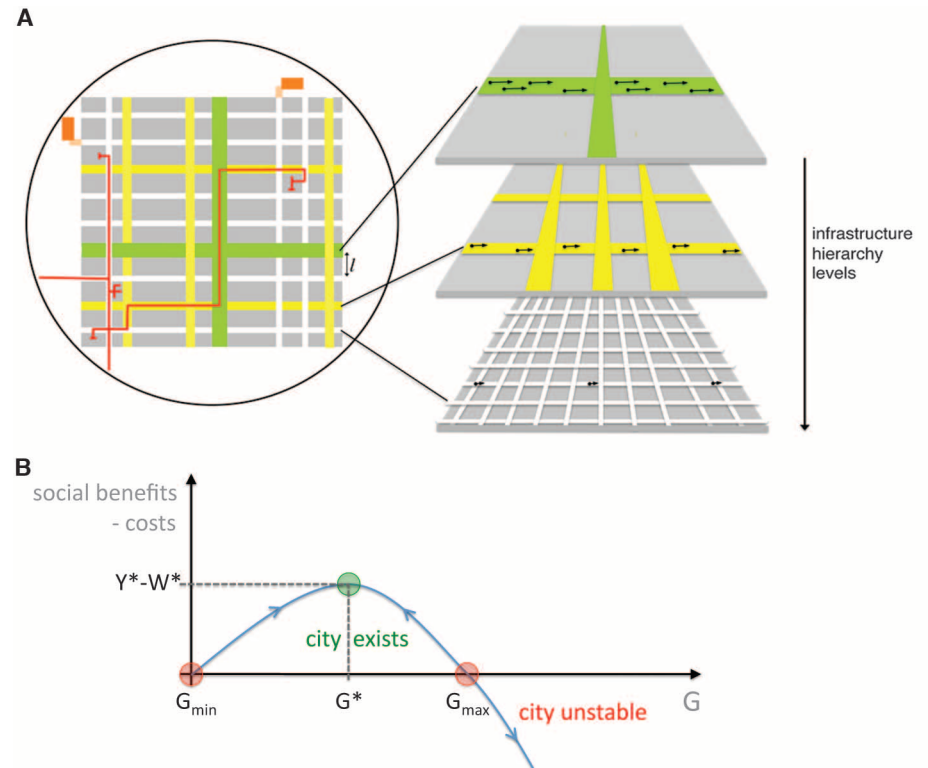 A
l
infrastructure
hierarchy
levels
B
social benefits
- costs
Y*-W*
city exists
Gmin
G*
Gmax
G
city unstable